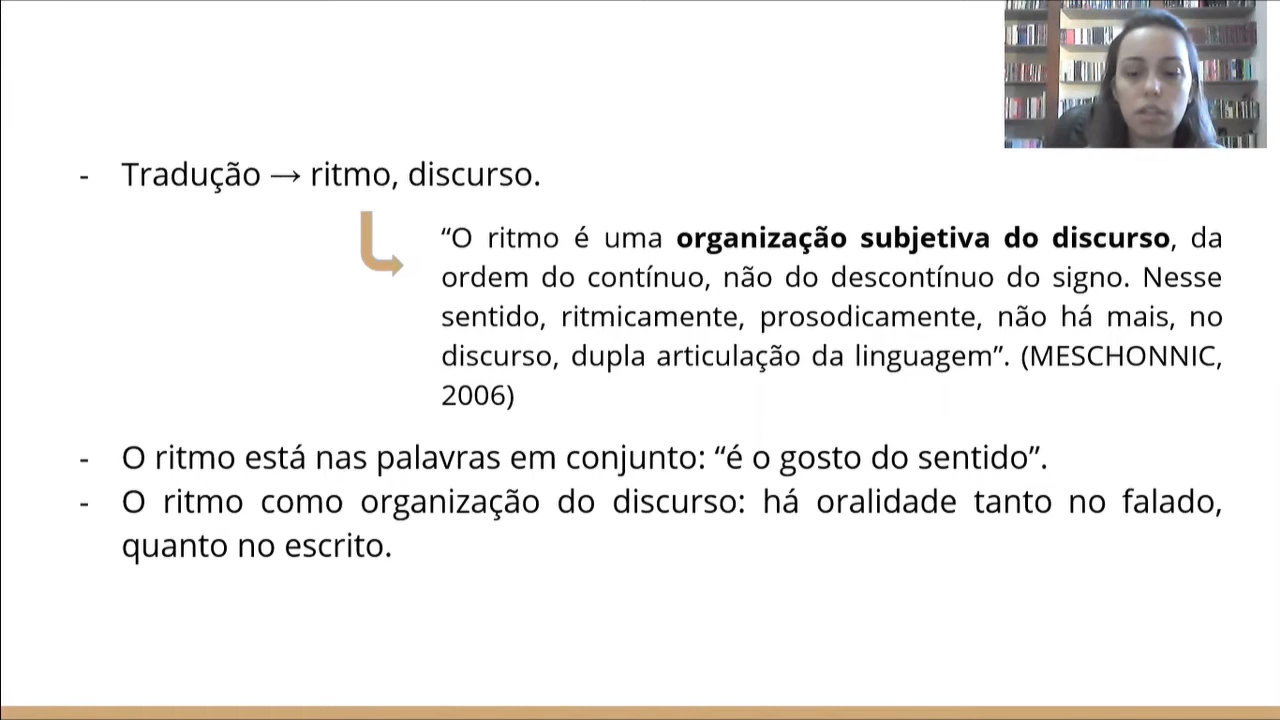 - Tradução → ritmo, discurso.
“O ritmo é uma organização subjetiva do discurso, da
ordem do contínuo, não do descontínuo do signo. Nesse
sentido, ritmicamente, prosodicamente, não há mais, no
discurso, dupla articulação da linguagem”. (MESCHONNIC,
2006)
- O ritmo está nas palavras em conjunto: “é o gosto do sentido”.
- O ritmo como organização do discurso: há oralidade tanto no falado,
quanto no escrito.